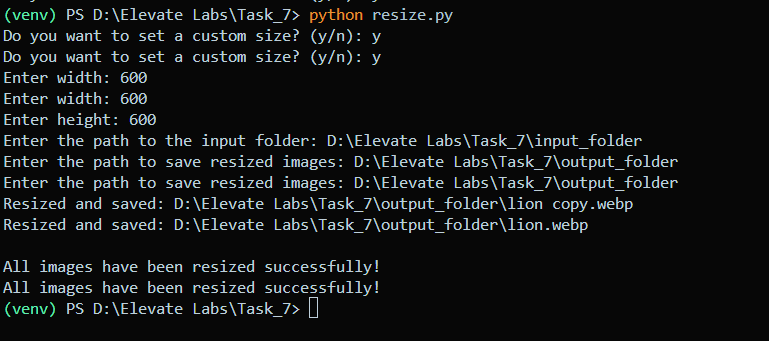 (venv) PS D:\Elevate Labs\Task_7> python resize.py
Do you want to set a custom size? (y/n): y
Do you want to set a custom size? (y/n): y
Enter width: 600
Enter width: 600
Enter height: 600
Enter the path to the input folder: D:\Elevate Labs\Task_7\input_folder
Enter the path to save resized images: D:\Elevate Labs\Task_7\output_folder
Enter the path to save resized images: D:\Elevate Labs\Task_7\output_folder
Resized and saved: D:\Elevate Labs\Task_7\output_folder\lion copy.webp
Resized and saved: D:\Elevate Labs\Task_7\output_folder\lion.webp
All images have been resized successfully!
All images have been resized successfully!
(venv) PS D:\Elevate Labs\Task_7>